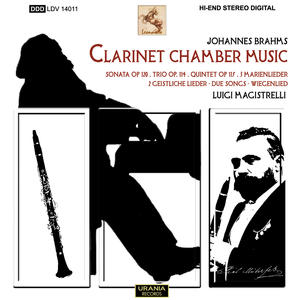 DDD LDV 14011
HI-END STEREO DIGITAL
Leonardo
JOHANNES BRAHMS
CLARINET CHAMBER MUSIC
SONATA OP 120 . TRIO OP. 114 . QUINTET OP 115 . 3 MARIENLIEDER
2 GEISTLICHE LIEDER · DUE SONGS · WIEGENLIED
LUIGI MAGISTRELLI
URANIA
RECORDS